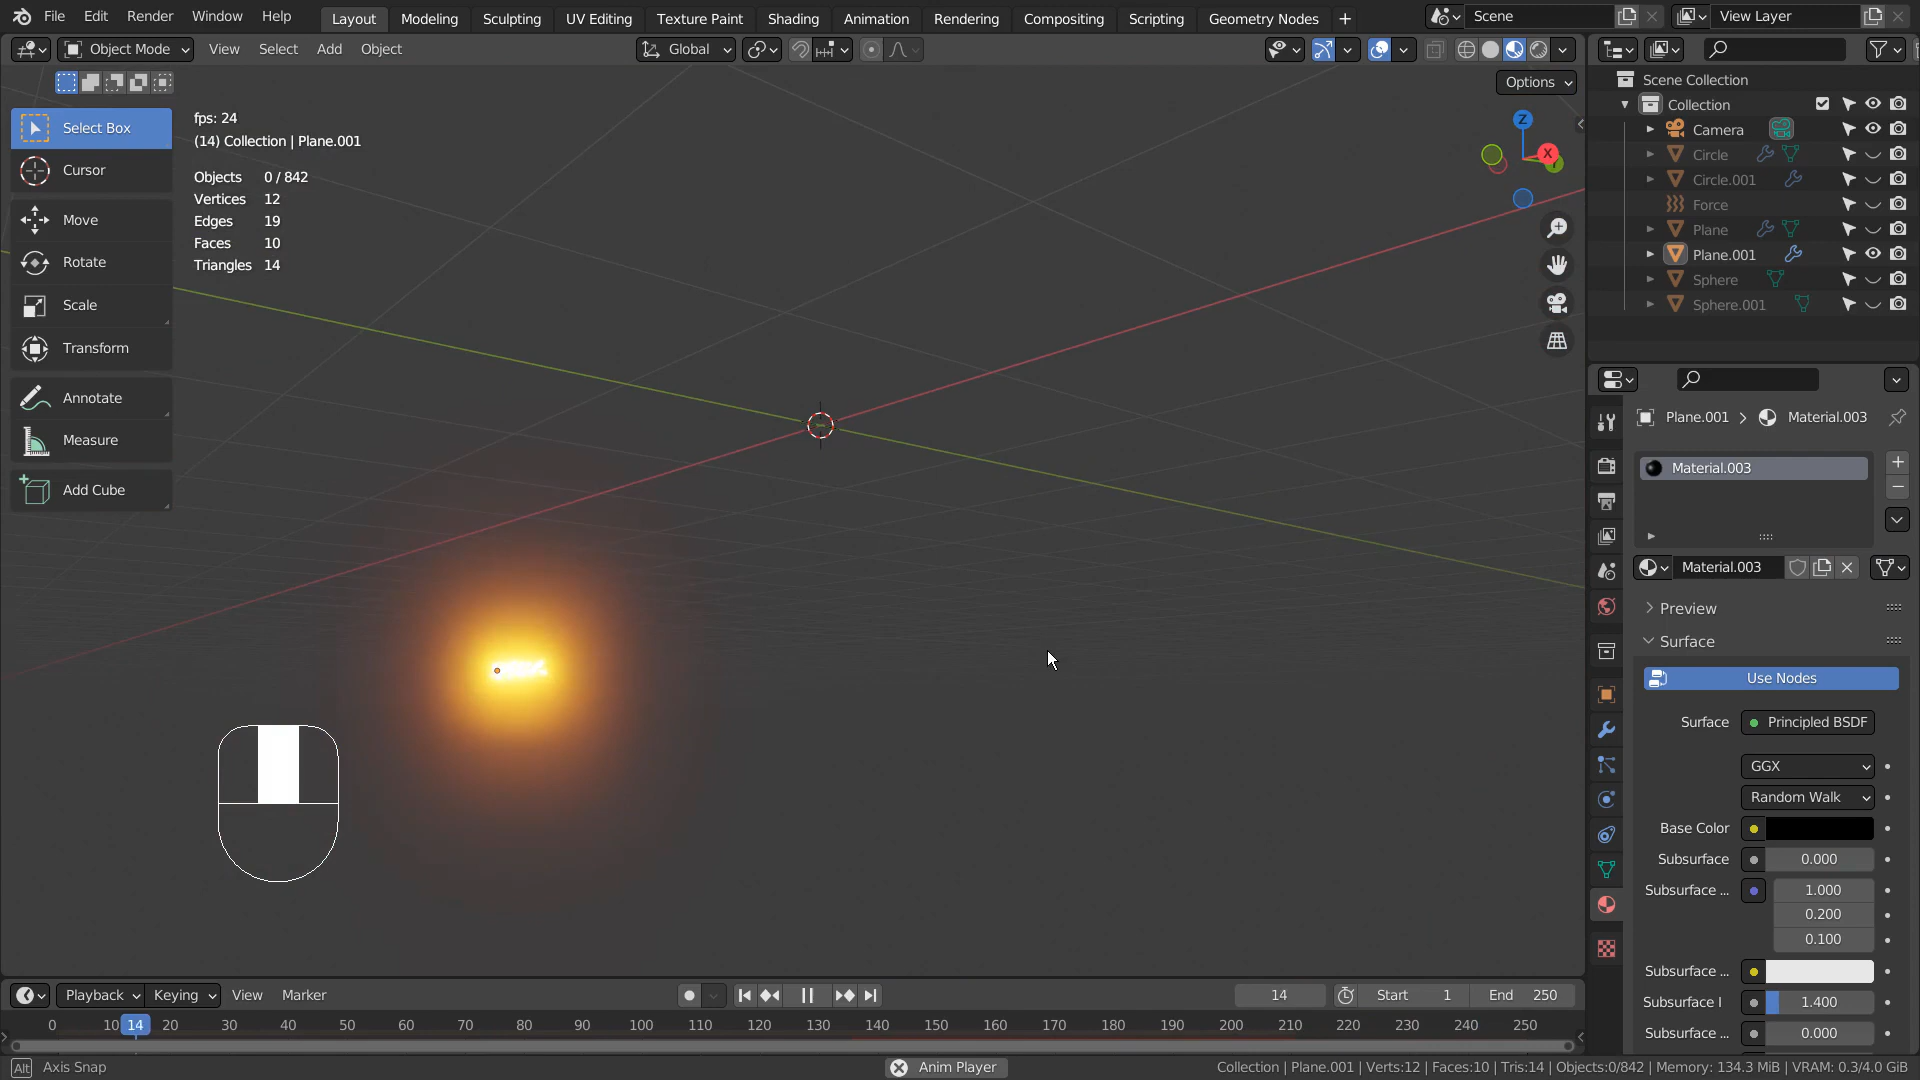 File Edit Render Window Help Layout Modeling Sculpting UV Editing Texture Paint Shading Animation Rendering Compositing Scripting Geometry Nodes + Scene View Layer
Object Mode View Select Add Object Global
Options
Select Box
Cursor
Move
Rotate
Scale
Transform
Annotate
Measure
Add Cube
fps: 24
(14) Collection | Plane.001
Objects 0 / 842
Vertices 12
Edges 19
Faces 10
Triangles 14
Z
X
Y
Scene Collection
Collection
Camera
Circle
Circle.001
Force
Plane
Plane.001
Sphere
Sphere.001
Plane.001 > Material.003
Material.003
Material.003
Preview
Surface
Use Nodes
Surface Principled BSDF
GGX
Random Walk
Base Color
Subsurface 0.000
Subsurface ... 1.000
0.200
0.100
Subsurface ...
Subsurface I 1.400
Subsurface ... 0.000
Playback Keying View Marker 14 Start 1 End 250
0 10 14 20 30 40 50 60 70 80 90 100 110 120 130 140 150 160 170 180 190 200 210 220 230 240 250
Alt Axis Snap Anim Player Collection | Plane.001 | Verts:12 | Faces:10 | Tris:14 | Objects:0/842 | Memory: 134.3 MiB | VRAM: 0.3/4.0 GiB